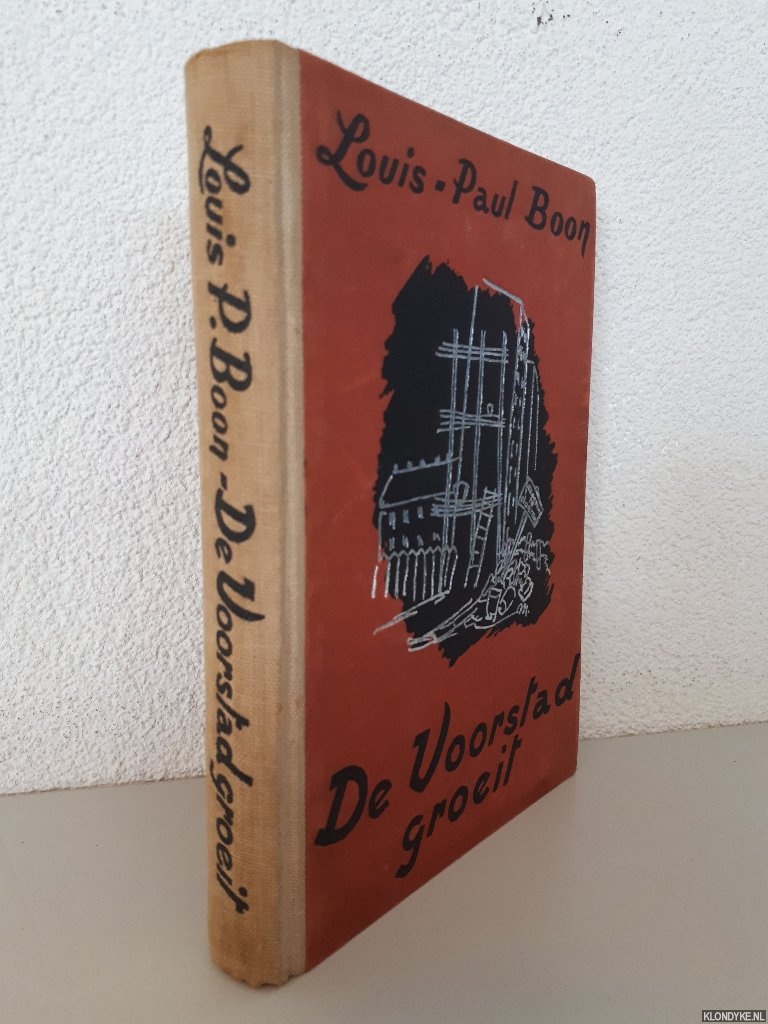 Louis P. Boon - De Voorstad groeit
Louis - Paul Boon
De Voorstad
groeit
KLONDYKE.NL